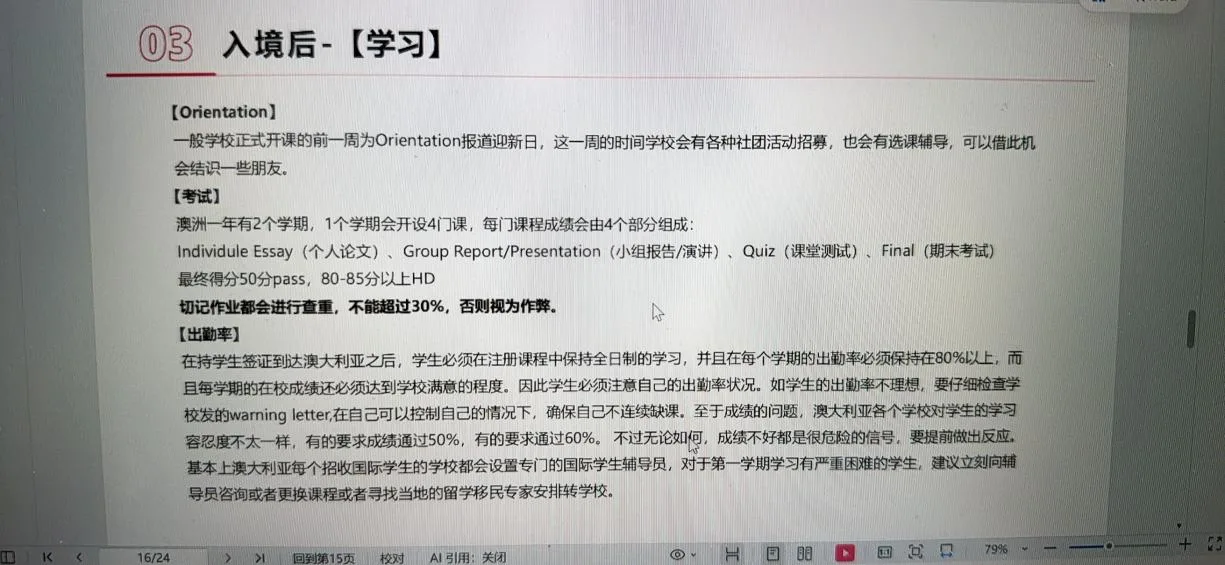 03 入境后-【学习】
【Orientation】
一般学校正式开课的前一周为Orientation报道迎新日，这一周的时间学校会有各种社团活动招募，也会有选课辅导，可以借此机
会结识一些朋友。
【考试】
澳洲一年有2个学期，1个学期会开设4门课，每门课程成绩会由4个部分组成：
Individule Essay（个人论文）、Group Report/Presentation（小组报告/演讲）、Quiz（课堂测试）、Final（期末考试）
最终得分50分pass，80-85分以上HD
切记作业都会进行查重，不能超过30%，否则视为作弊。
【出勤率】
在持学生签证到达澳大利亚之后，学生必须在注册课程中保持全日制的学习，并且在每个学期的出勤率必须保持在80%以上，而
且每学期的在校成绩还必须达到学校满意的程度。因此学生必须注意自己的出勤率状况。如学生的出勤率不理想，要仔细检查学
校发的warning letter,在自己可以控制自己的情况下，确保自己不连续缺课。至于成绩的问题，澳大利亚各个学校对学生的学习
容忍度不太一样，有的要求成绩通过50%，有的要求通过60%。 不过无论如何，成绩不好都是很危险的信号，要提前做出反应。
基本上澳大利亚每个招收国际学生的学校都会设置专门的国际学生辅导员，对于第一学期学习有严重困难的学生，建议立刻向辅
导员咨询或者更换课程或者寻找当地的留学移民专家安排转学校。
16/24 回到第15页 校对 AI 引用：关闭 1:1 79%